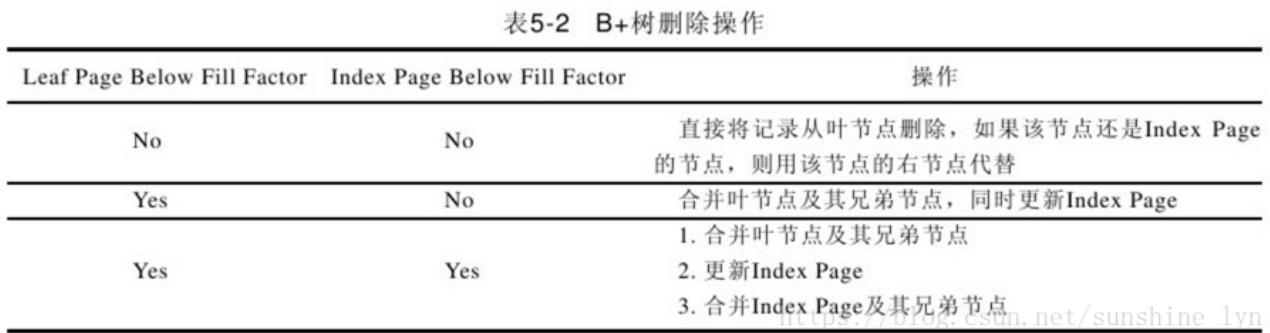 表5-2 B+树删除操作
Leaf Page Below Fill Factor Index Page Below Fill Factor 操作
No No 直接将记录从叶节点删除，如果该节点还是Index Page
的节点，则用该节点的右节点代替
Yes No 合并叶节点及其兄弟节点，同时更新Index Page
1. 合并叶节点及其兄弟节点
Yes Yes 2. 更新Index Page
3. 合并Index Page及其兄弟节点
https://blog.csdn.net/sunshine_lyn